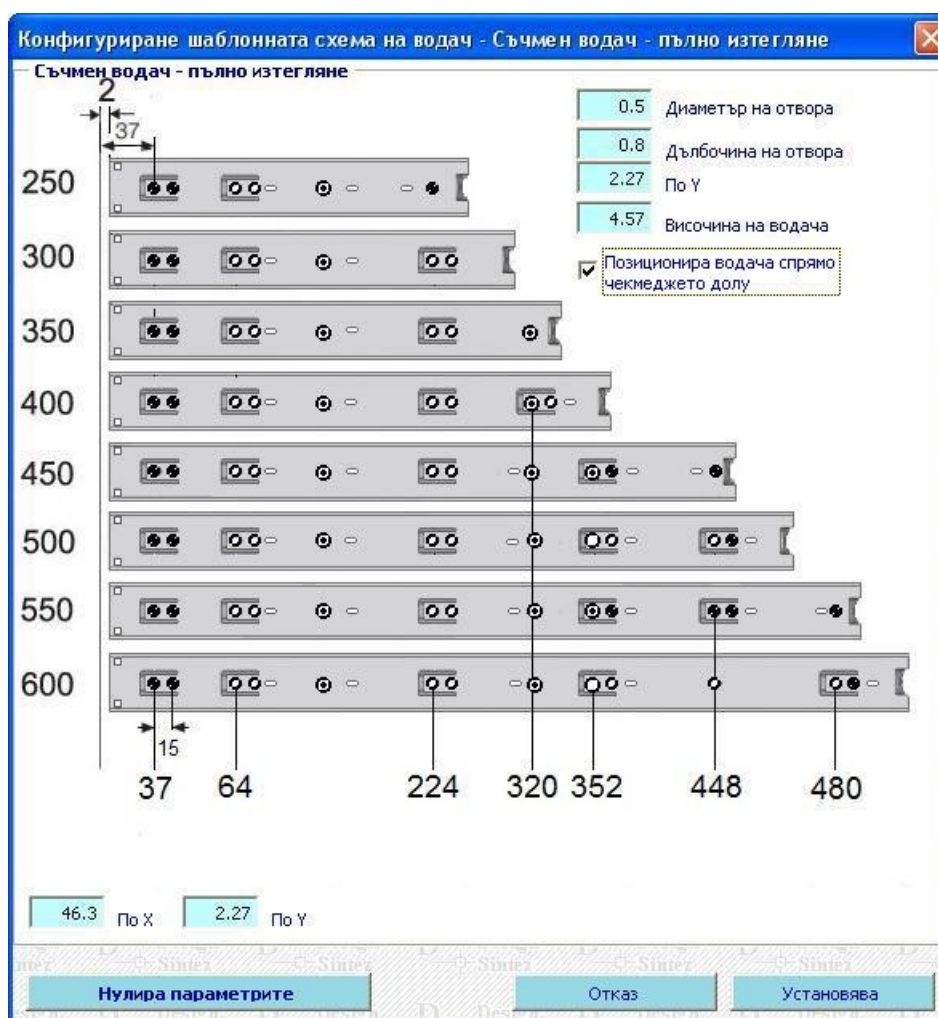 Конфигуриране шаблонната схема на водач - Съчмен водач - пълно изтегляне
Съчмен водач - пълно изтегляне
2
37
0.5 Диаметър на отвора
0.8 Дълбочина на отвора
2.27 По Y
4.57 Височина на водача
Позиционира водача спрямо
чекмеджето долу
250
300
350
400
450
500
550
600
15
37 64 224 320 352 448 480
46.3 По X 2.27 По Y
Нулира параметрите Отказ Установява